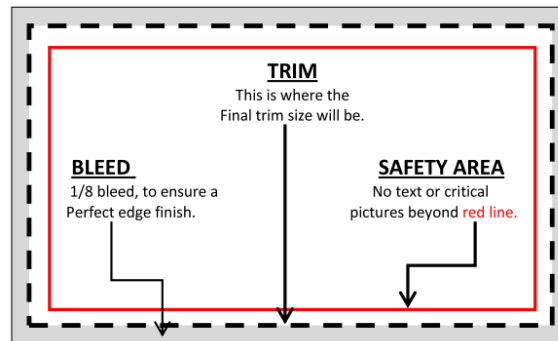 TRIM
This is where the
Final trim size will be.
BLEED
1/8 bleed, to ensure a
Perfect edge finish.
SAFETY AREA
No text or critical
pictures beyond red line.